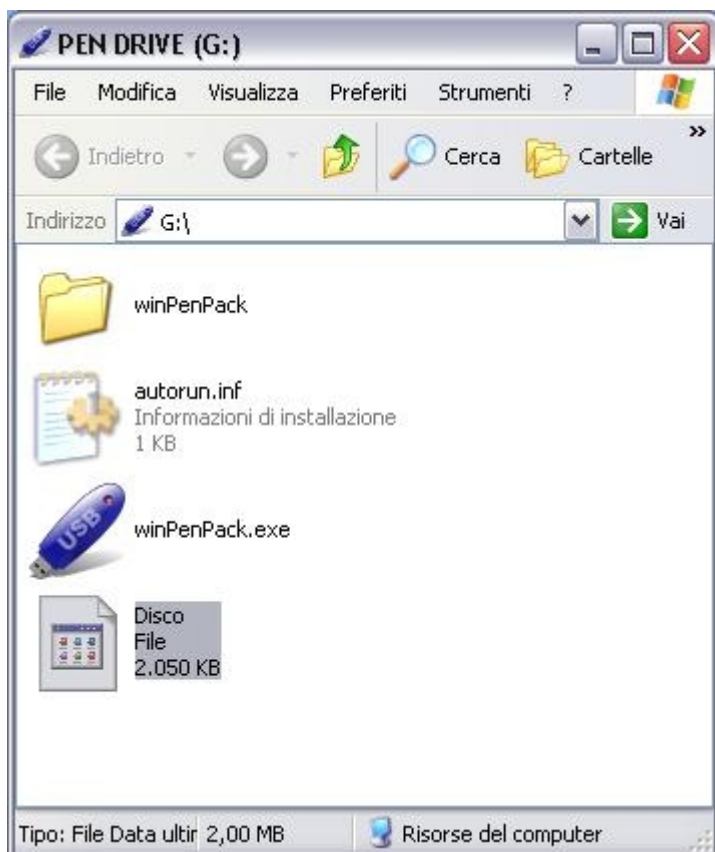 PEN DRIVE (G:)
File Modifica Visualizza Preferiti Strumenti ?
Indietro Cerca Cartelle »
Indirizzo G:\ Vai
winPenPack
autorun.inf
Informazioni di installazione
1 KB
USB
winPenPack.exe
Disco
File
2.050 KB
Tipo: File Data ultir 2,00 MB Risorse del computer